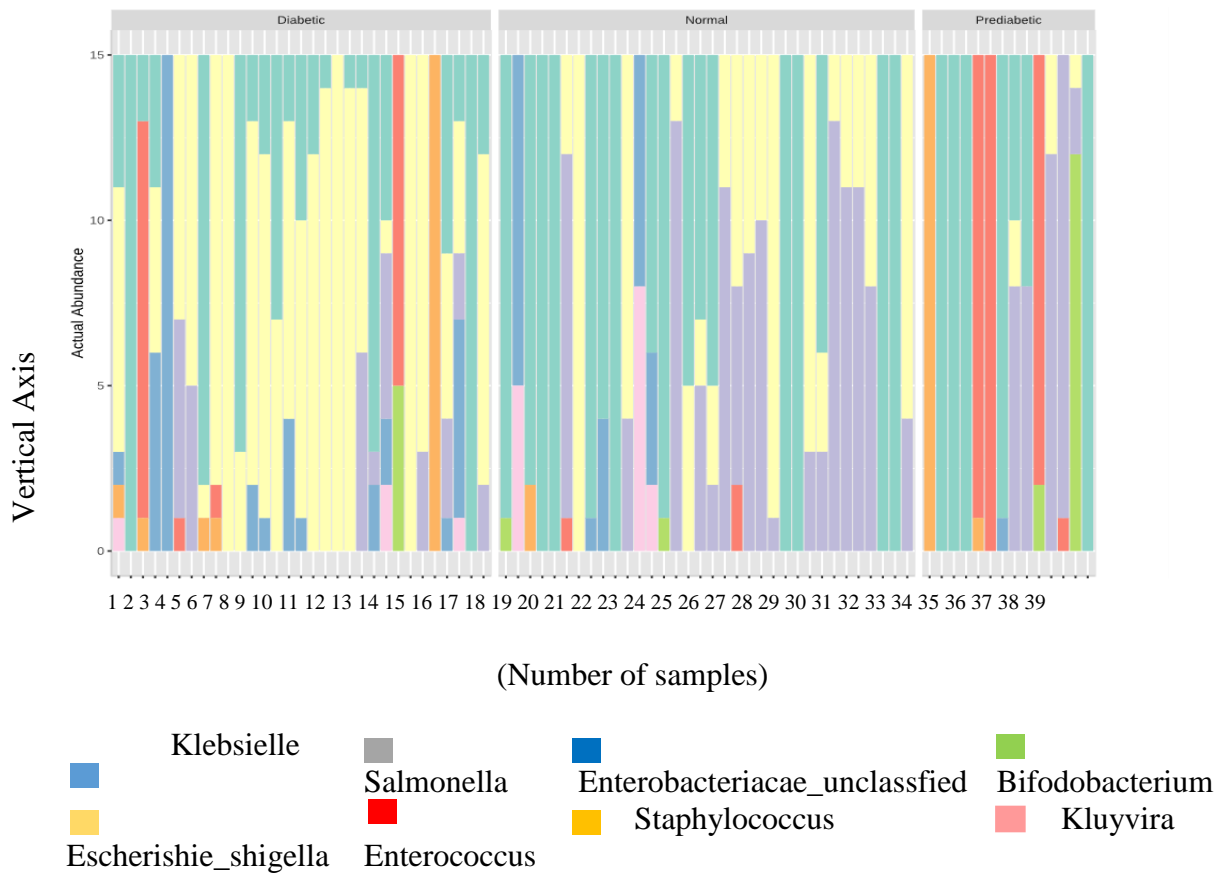 Diabetic Normal Prediabetic
15
10
5
0
Actual Abundance
Vertical Axis
1 2 3 4 5 6 7 8 9 10 11 12 13 14 15 16 17 18 19 20 21 22 23 24 25 26 27 28 29 30 31 32 33 34 35 36 37 38 39
(Number of samples)
Klebsielle
Salmonella Enterobacteriacae_unclassfied Bifodobacterium
Staphylococcus Kluyvira
Escherishie_shigella Enterococcus